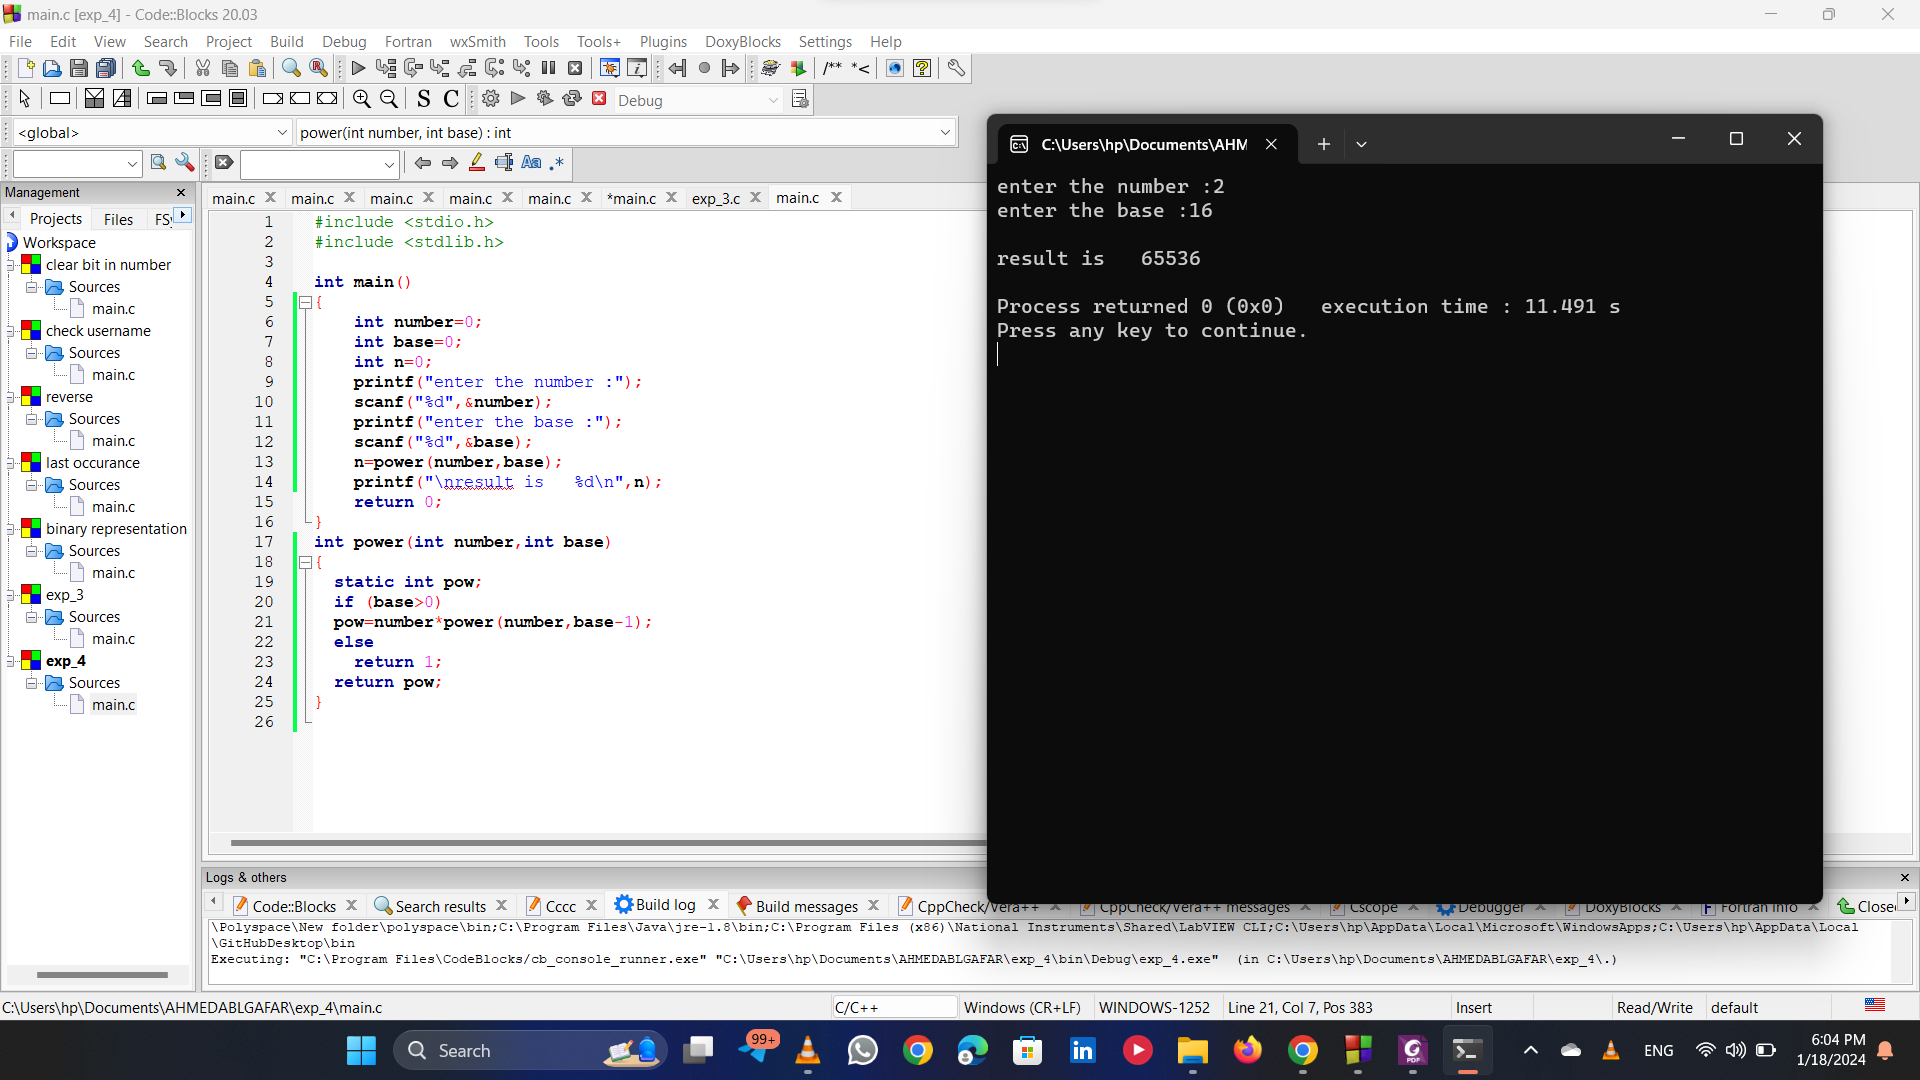 main.c [exp_4] - Code::Blocks 20.03
File Edit View Search Project Build Debug Fortran wxSmith Tools Tools+ Plugins DoxyBlocks Settings Help
/** *<
S C Debug
<global> power(int number, int base) : int
Aa .*
Management
Projects Files FSy
main.c main.c main.c main.c main.c *main.c exp_3.c main.c
Workspace
clear bit in number
Sources
main.c
check username
Sources
main.c
reverse
Sources
main.c
last occurance
Sources
main.c
binary representation
Sources
main.c
exp_3
Sources
main.c
exp_4
Sources
main.c
1 #include <stdio.h>
2 #include <stdlib.h>
3
4 int main()
5 {
6 int number=0;
7 int base=0;
8 int n=0;
9 printf("enter the number :");
10 scanf("%d",&number);
11 printf("enter the base :");
12 scanf("%d",&base);
13 n=power(number,base);
14 printf("\nresult is   %d\n",n);
15 return 0;
16 }
17 int power(int number,int base)
18 {
19 static int pow;
20 if (base>0)
21 pow=number*power(number,base-1);
22 else
23 return 1;
24 return pow;
25 }
26
C:\Users\hp\Documents\AHM
enter the number :2
enter the base :16
result is   65536
Process returned 0 (0x0)   execution time : 11.491 s
Press any key to continue.
Logs & others
Code::Blocks Search results Cccc Build log Build messages CppCheck/Vera++ CppCheck/Vera++ messages Cscope Debugger DoxyBlocks Fortran info Close
\Polyspace\New folder\polyspace\bin;C:\Program Files\Java\jre-1.8\bin;C:\Program Files (x86)\National Instruments\Shared\LabVIEW CLI;C:\Users\hp\AppData\Local\Microsoft\WindowsApps;C:\Users\hp\AppData\Local
\GitHubDesktop\bin
Executing: "C:\Program Files\CodeBlocks/cb_console_runner.exe" "C:\Users\hp\Documents\AHMEDABLGAFAR\exp_4\bin\Debug\exp_4.exe"  (in C:\Users\hp\Documents\AHMEDABLGAFAR\exp_4\.)
C:\Users\hp\Documents\AHMEDABLGAFAR\exp_4\main.c C/C++ Windows (CR+LF) WINDOWS-1252 Line 21, Col 7, Pos 383 Insert Read/Write default
Search 99+ ENG 6:04 PM
1/18/2024